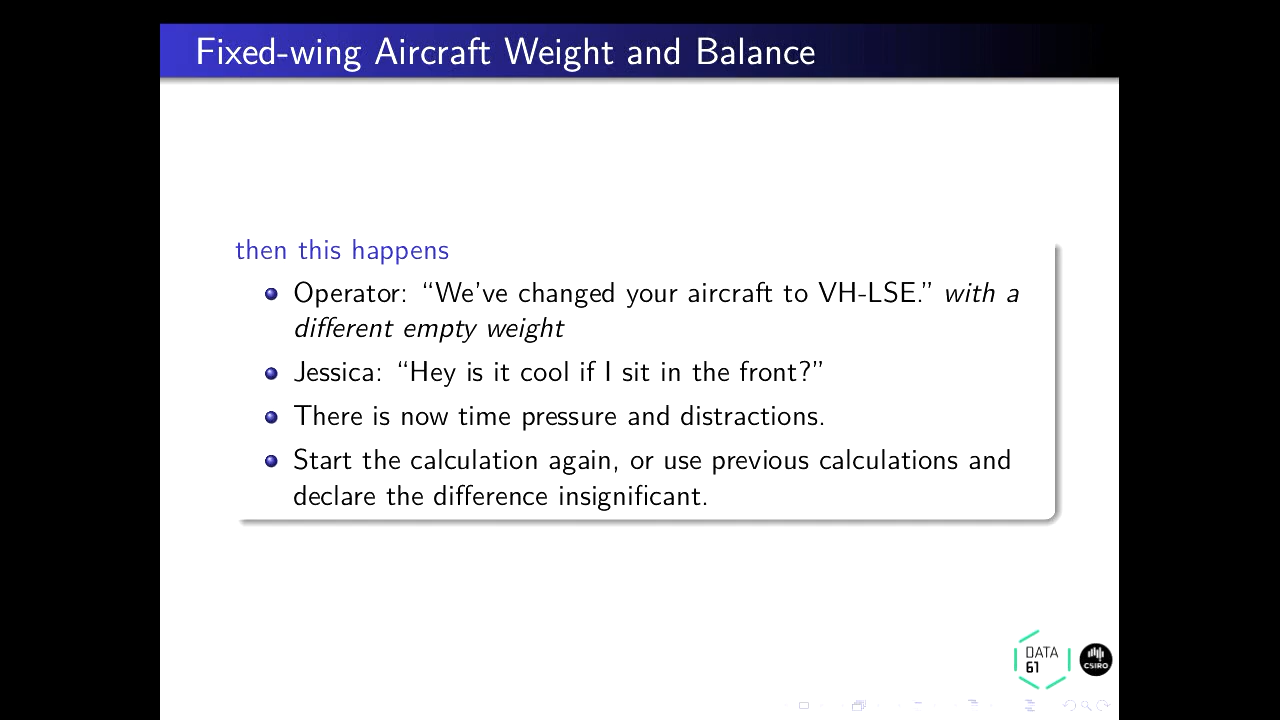 Fixed-wing Aircraft Weight and Balance
then this happens
Operator: “We’ve changed your aircraft to VH-LSE.” with a
different empty weight
Jessica: “Hey is it cool if I sit in the front?”
There is now time pressure and distractions.
Start the calculation again, or use previous calculations and
declare the difference insignificant.
DATA
61
CSIRO